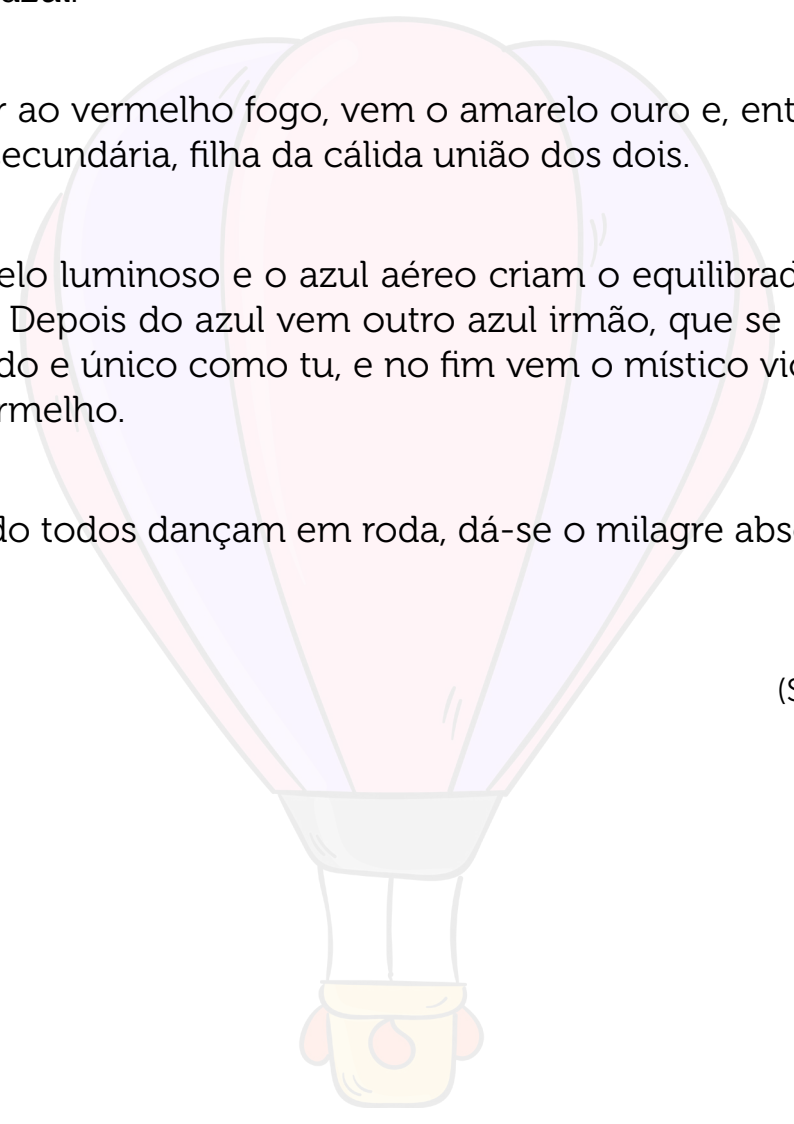 r ao vermelho fogo, vem o amarelo ouro e, ent
ecundária, filha da cálida união dos dois.
elo luminoso e o azul aéreo criam o equilibrad
Depois do azul vem outro azul irmão, que se
do e único como tu, e no fim vem o místico vio
rmelho.
do todos dançam em roda, dá-se o milagre abs
(S